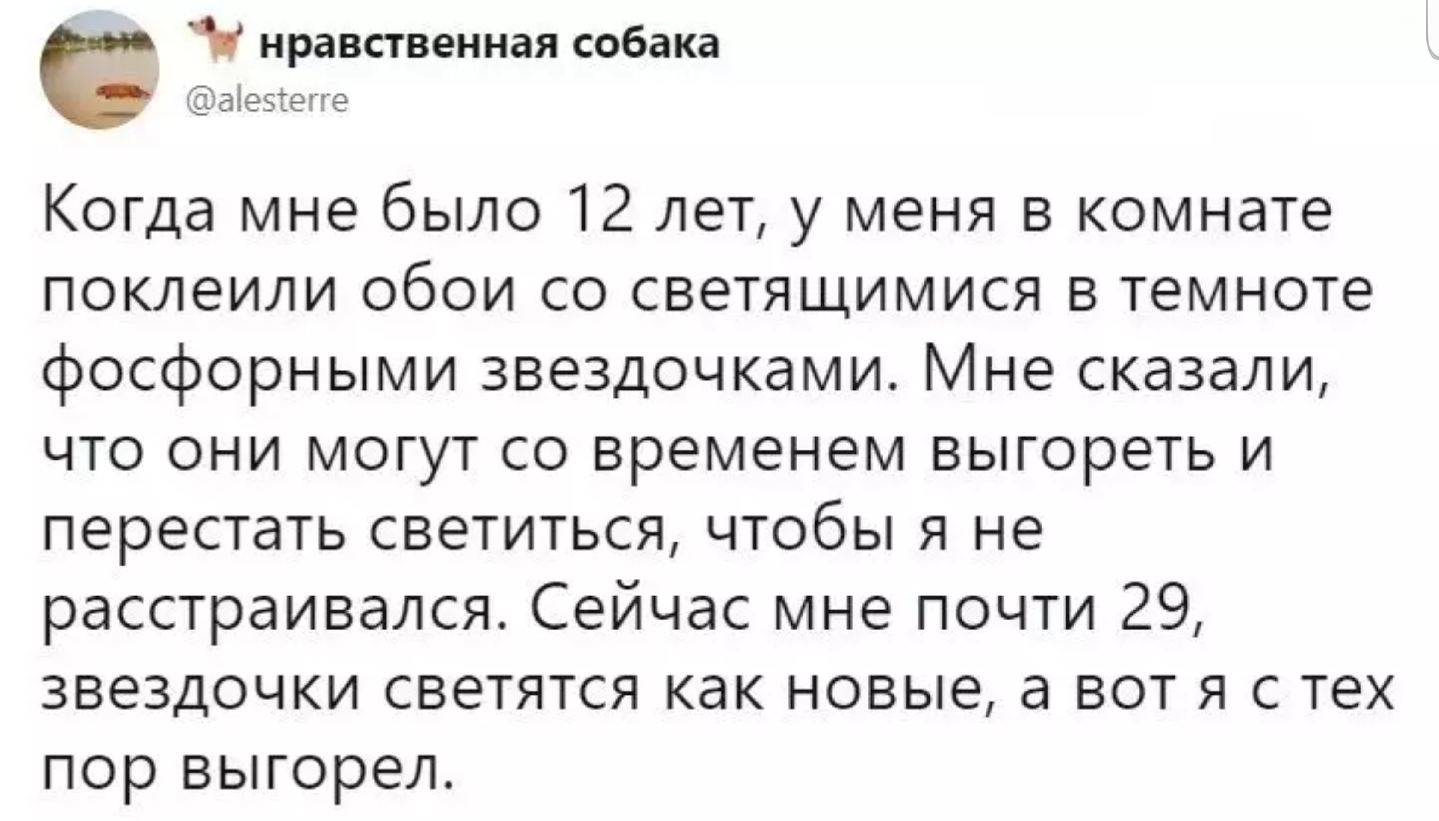 🐕 нравственная собака
@alesterre
Когда мне было 12 лет, у меня в комнате
поклеили обои со светящимися в темноте
фосфорными звездочками. Мне сказали,
что они могут со временем выгореть и
перестать светиться, чтобы я не
расстраивался. Сейчас мне почти 29,
звездочки светятся как новые, а вот я с тех
пор выгорел.